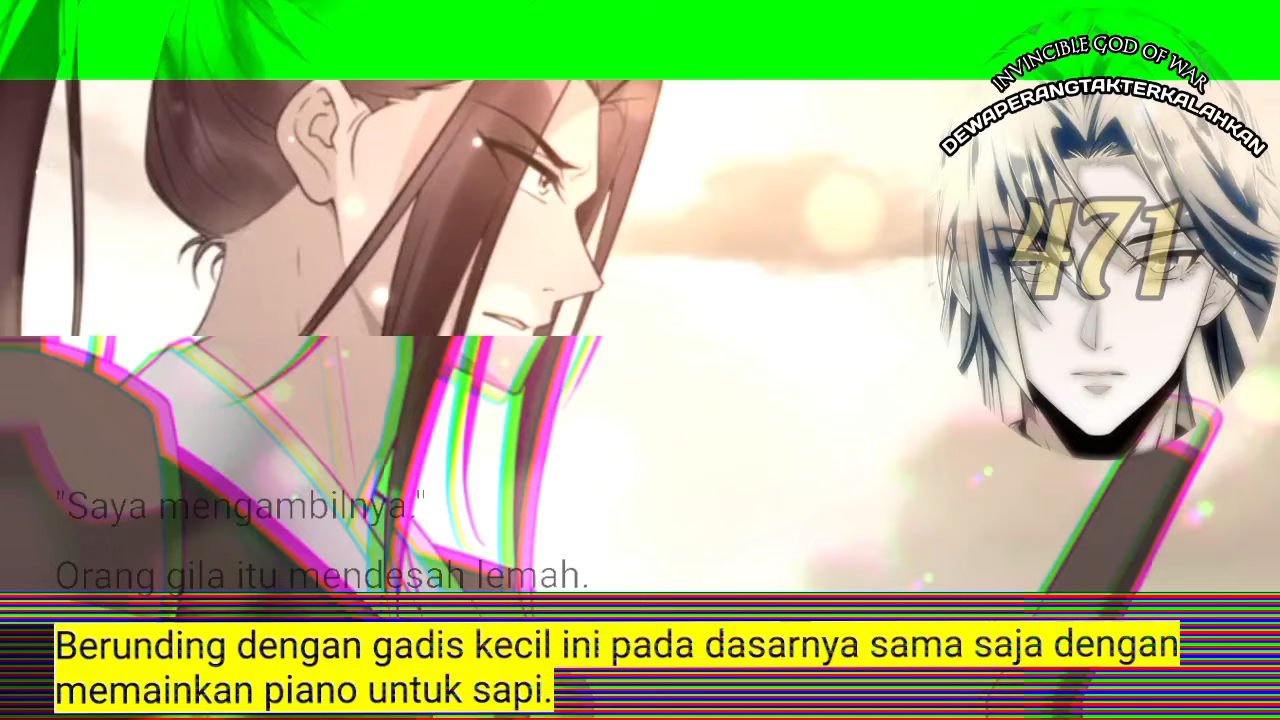 INVINCIBLE GOD OF WAR
DEWAPERANGTAKTERKALAHKAN
471
"Saya mengambilnya."
Orang gila itu mendesah lemah.
Berunding dengan gadis kecil ini pada dasarnya sama saja dengan
memainkan piano untuk sapi.